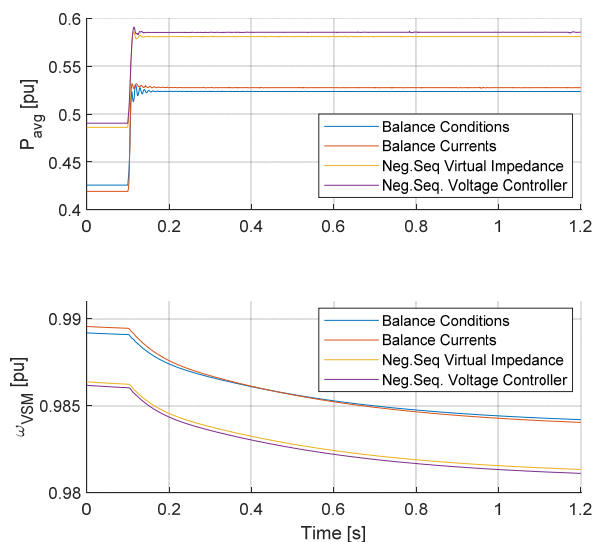 0.6
0.55
0.5
0.45
0.4
P_avg [pu]
Balance Conditions
Balance Currents
Neg.Seq Virtual Impedance
Neg.Seq. Voltage Controller
0 0.2 0.4 0.6 0.8 1 1.2
0.99
0.985
0.98
ω_VSM [pu]
Balance Conditions
Balance Currents
Neg.Seq Virtual Impedance
Neg.Seq. Voltage Controller
0 0.2 0.4 0.6 0.8 1 1.2
Time [s]